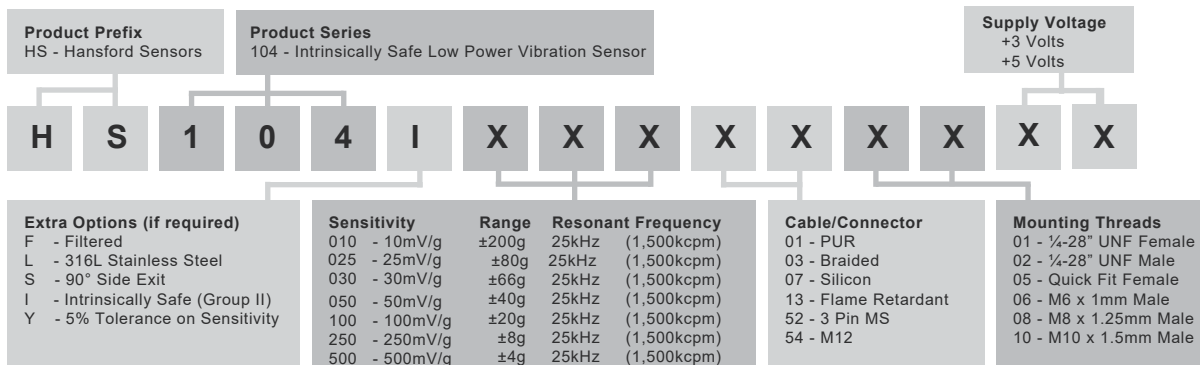 Product Prefix
HS - Hansford Sensors
Product Series
104 - Intrinsically Safe Low Power Vibration Sensor
Supply Voltage
+3 Volts
+5 Volts
H S 1 0 4 I X X X X X X X X X
Extra Options (if required)
F - Filtered
L - 316L Stainless Steel
S - 90° Side Exit
I - Intrinsically Safe (Group II)
Y - 5% Tolerance on Sensitivity
Sensitivity Range Resonant Frequency
010 - 10mV/g ±200g 25kHz (1,500kcpm)
025 - 25mV/g ±80g 25kHz (1,500kcpm)
030 - 30mV/g ±66g 25kHz (1,500kcpm)
050 - 50mV/g ±40g 25kHz (1,500kcpm)
100 - 100mV/g ±20g 25kHz (1,500kcpm)
250 - 250mV/g ±8g 25kHz (1,500kcpm)
500 - 500mV/g ±4g 25kHz (1,500kcpm)
Cable/Connector
01 - PUR
03 - Braided
07 - Silicon
13 - Flame Retardant
52 - 3 Pin MS
54 - M12
Mounting Threads
01 - ¼-28” UNF Female
02 - ¼-28” UNF Male
05 - Quick Fit Female
06 - M6 x 1mm Male
08 - M8 x 1.25mm Male
10 - M10 x 1.5mm Male